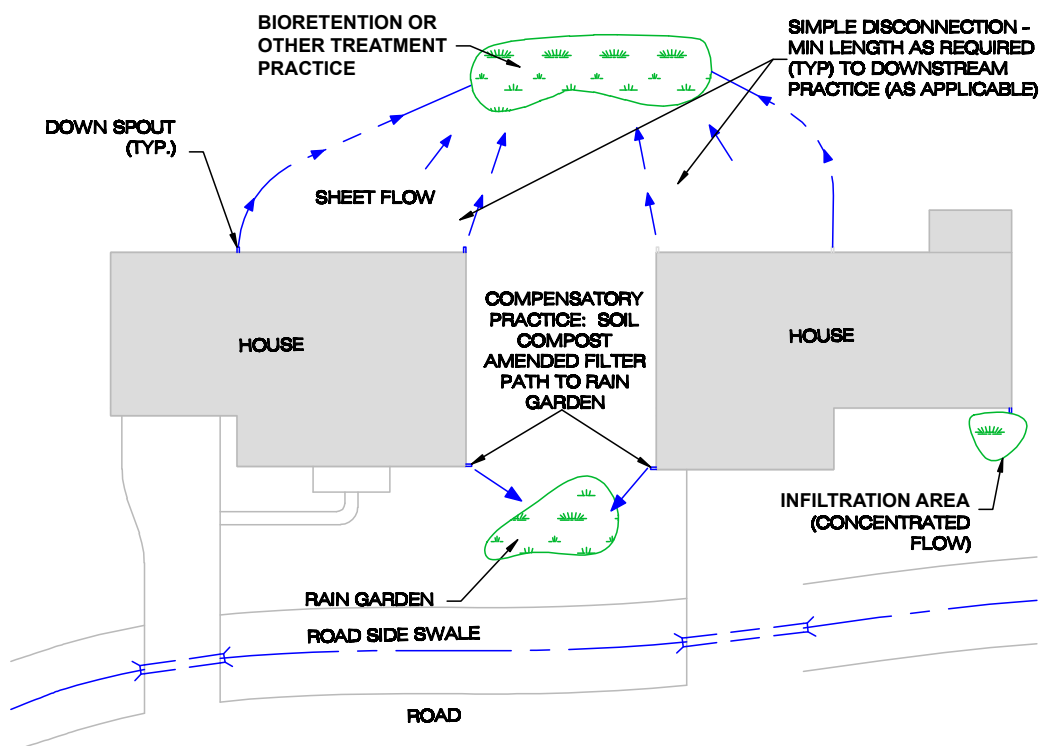 BIORETENTION OR
OTHER TREATMENT
PRACTICE
SIMPLE DISCONNECTION -
MIN LENGTH AS REQUIRED
(TYP) TO DOWNSTREAM
PRACTICE (AS APPLICABLE)
DOWN SPOUT
(TYP.)
SHEET FLOW
HOUSE
COMPENSATORY
PRACTICE: SOIL
COMPOST
AMENDED FILTER
PATH TO RAIN
GARDEN
HOUSE
INFILTRATION AREA
(CONCENTRATED
FLOW)
RAIN GARDEN
ROAD SIDE SWALE
ROAD